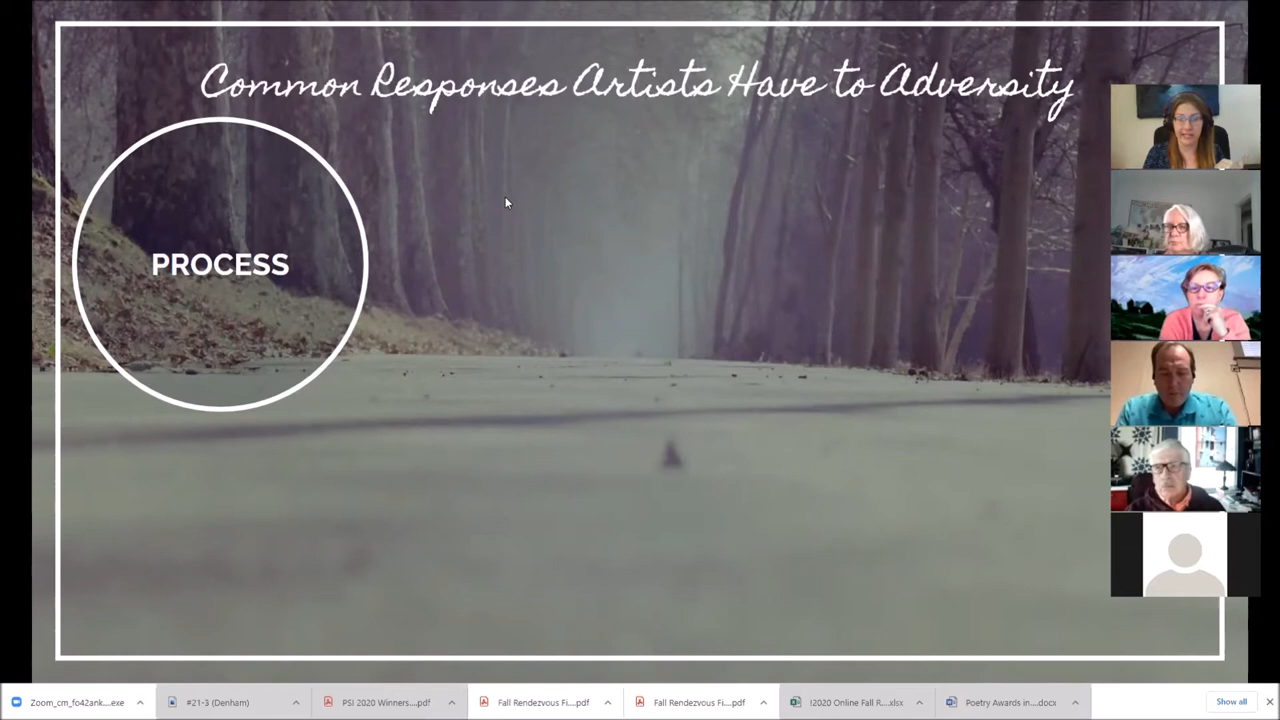 Common Responses Artists Have to Adversity
PROCESS
Zoom_cm_fo42ank....exe
#21-3 (Denham)
PSI 2020 Winners....pdf
Fall Rendezvous Fi....pdf
Fall Rendezvous Fi....pdf
i2020 Online Fall R....xlsx
Poetry Awards in....docx
Show all